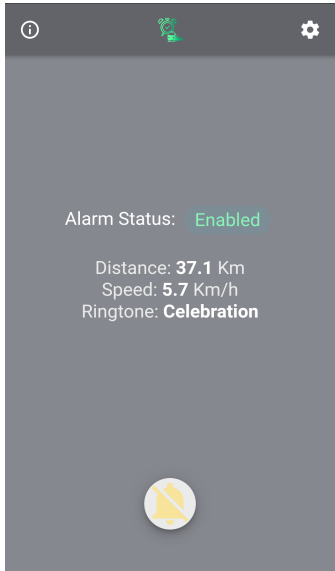 Alarm Status: Enabled
Distance: 37.1 Km
Speed: 5.7 Km/h
Ringtone: Celebration